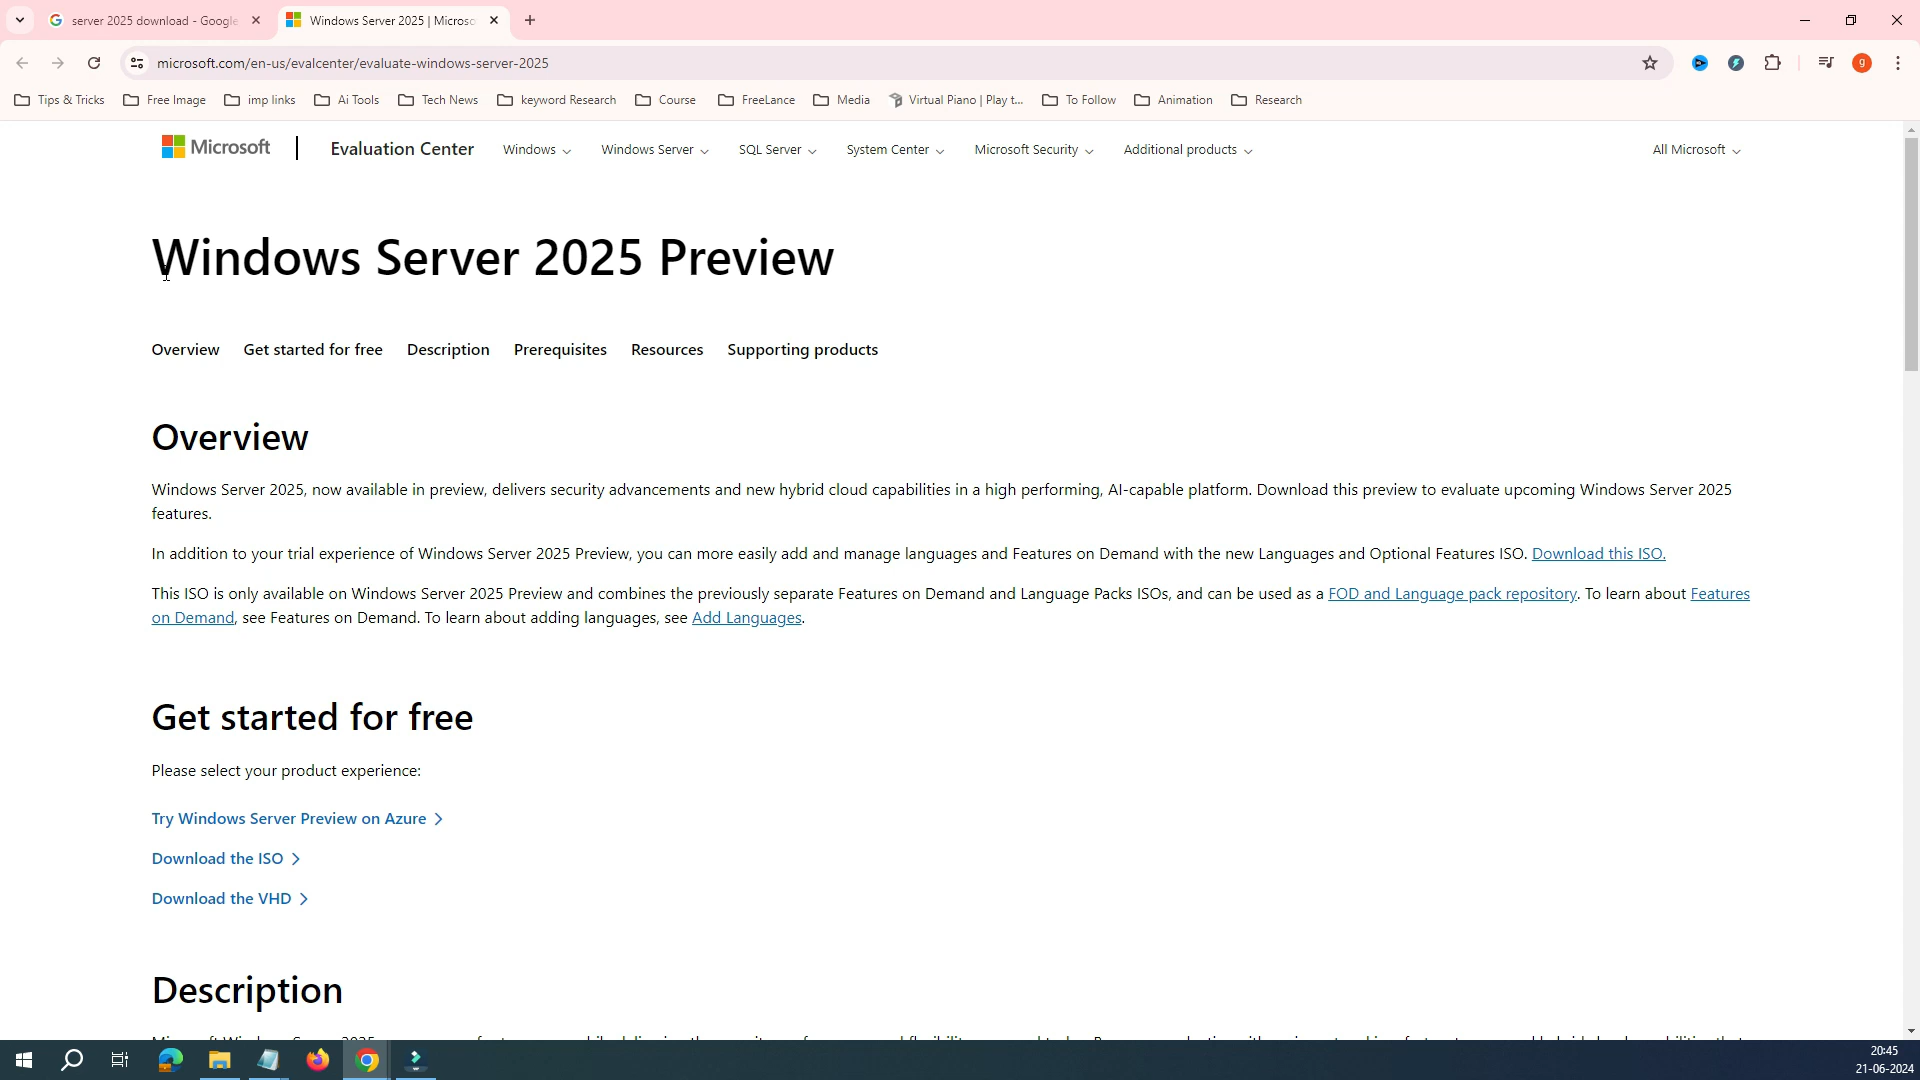 server 2025 download - Google
Windows Server 2025 | Microso
microsoft.com/en-us/evalcenter/evaluate-windows-server-2025
g
Tips & Tricks
Free Image
imp links
Ai Tools
Tech News
keyword Research
Course
FreeLance
Media
Virtual Piano | Play t...
To Follow
Animation
Research
Microsoft
Evaluation Center
Windows
Windows Server
SQL Server
System Center
Microsoft Security
Additional products
All Microsoft
Windows Server 2025 Preview
Overview
Get started for free
Description
Prerequisites
Resources
Supporting products
Overview
Windows Server 2025, now available in preview, delivers security advancements and new hybrid cloud capabilities in a high performing, AI-capable platform. Download this preview to evaluate upcoming Windows Server 2025
features.
In addition to your trial experience of Windows Server 2025 Preview, you can more easily add and manage languages and Features on Demand with the new Languages and Optional Features ISO. Download this ISO.
This ISO is only available on Windows Server 2025 Preview and combines the previously separate Features on Demand and Language Packs ISOs, and can be used as a FOD and Language pack repository. To learn about Features
on Demand, see Features on Demand. To learn about adding languages, see Add Languages.
Get started for free
Please select your product experience:
Try Windows Server Preview on Azure
Download the ISO
Download the VHD
Description
20:45
21-06-2024